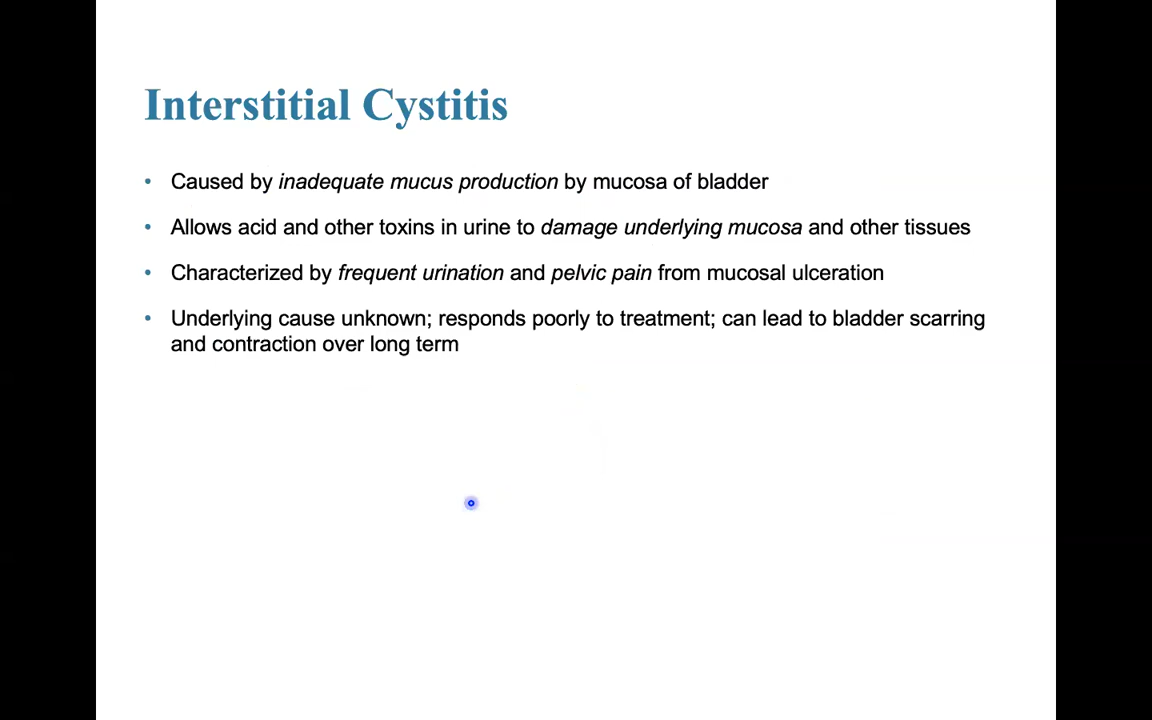 Interstitial Cystitis
• Caused by inadequate mucus production by mucosa of bladder
• Allows acid and other toxins in urine to damage underlying mucosa and other tissues
• Characterized by frequent urination and pelvic pain from mucosal ulceration
• Underlying cause unknown; responds poorly to treatment; can lead to bladder scarring
and contraction over long term